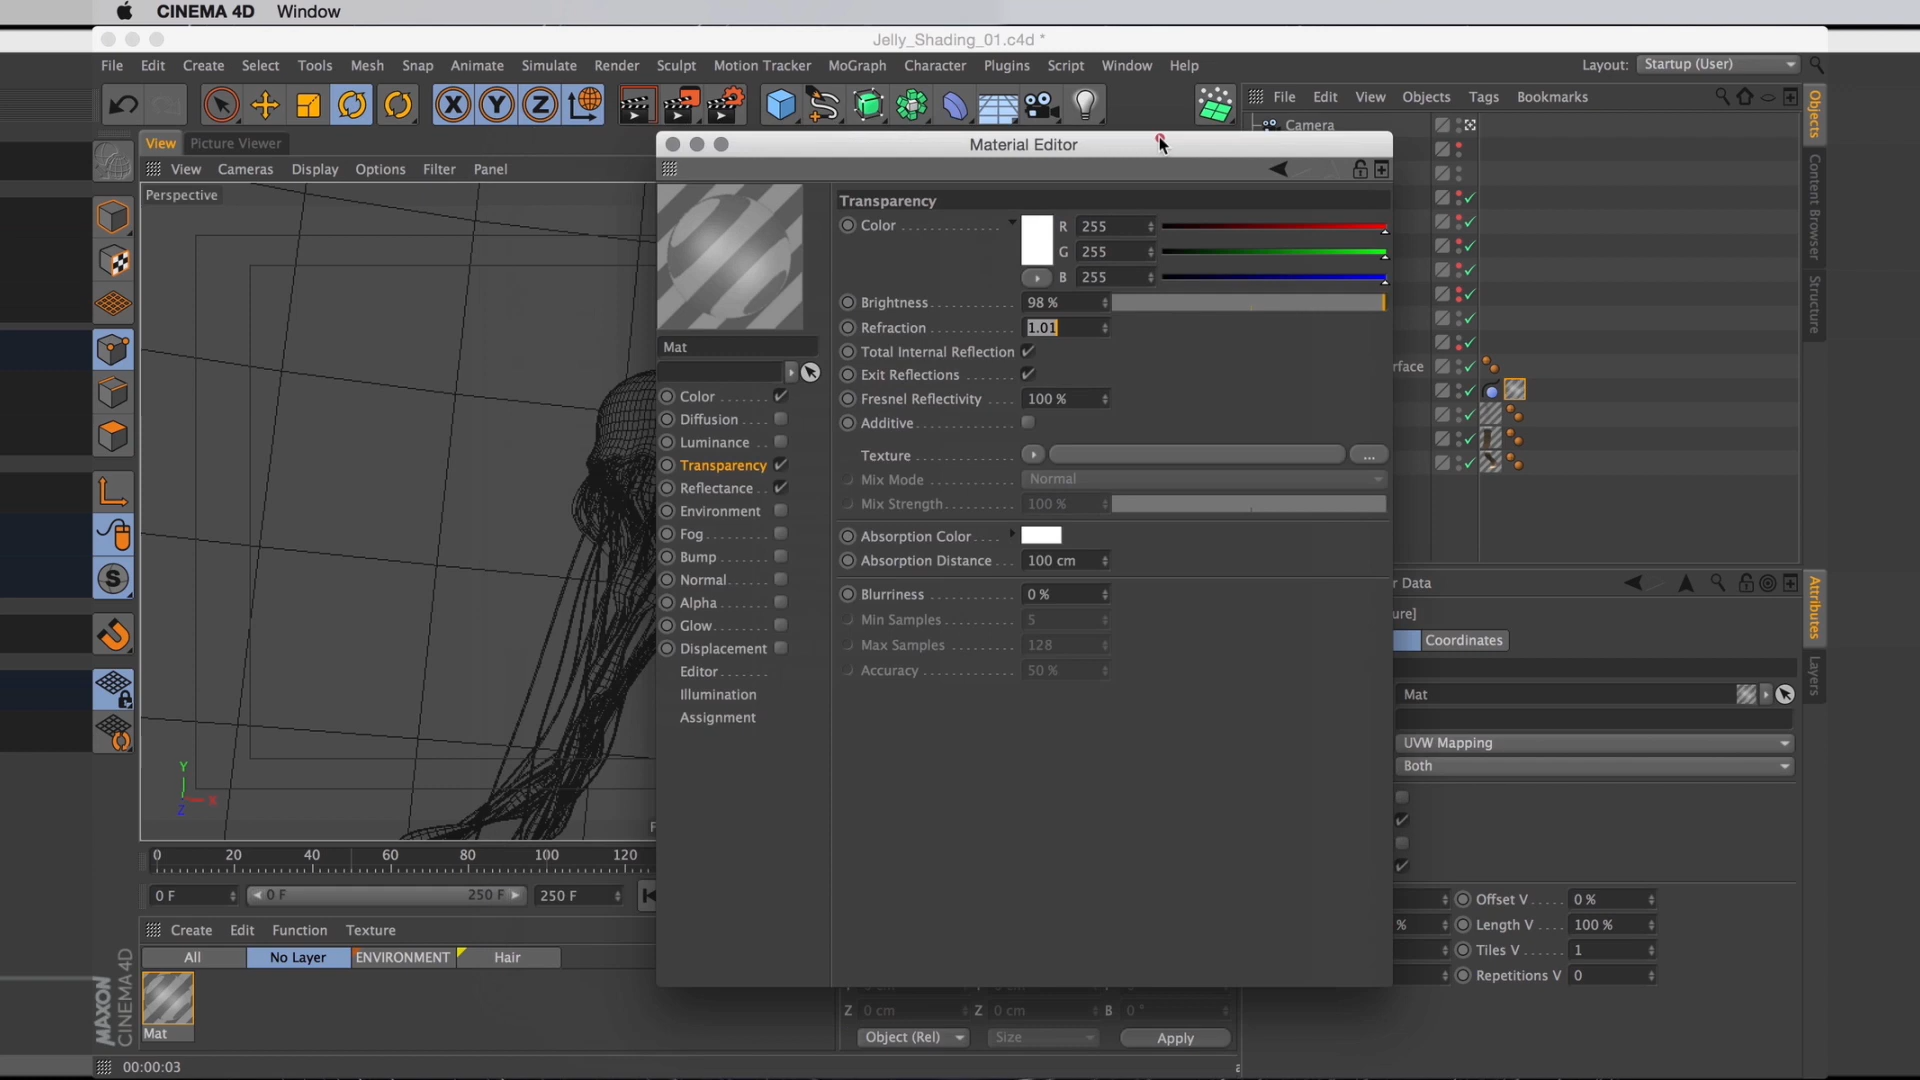 CINEMA 4D Window
Jelly_Shading_01.c4d *
File Edit Create Select Tools Mesh Snap Animate Simulate Render Sculpt Motion Tracker MoGraph Character Plugins Script Window Help
Layout: Startup (User)
X Y Z
File Edit View Objects Tags Bookmarks
View Picture Viewer
Camera
Material Editor
View Cameras Display Options Filter Panel
Perspective
Transparency
Color R 255
G 255
B 255
Brightness 98 %
Refraction 1.01
Mat
Total Internal Reflection
Exit Reflections
Fresnel Reflectivity 100 %
Additive
Texture ...
Mix Mode Normal
Mix Strength 100 %
Absorption Color
Absorption Distance 100 cm
Blurriness 0 %
Min Samples 5
Max Samples 128
Accuracy 50 %
Color
Diffusion
Luminance
Transparency
Reflectance
Environment
Fog
Bump
Normal
Alpha
Glow
Displacement
Editor
Illumination
Assignment
rface
Objects
Content Browser
Structure
r Data
ure]
Coordinates
Attributes
Layers
Mat
UVW Mapping
Both
Offset V 0 %
% Length V 100 %
Tiles V 1
Repetitions V 0
S
Y
X
Z
F
0 20 40 60 80 100 120
0 F 0 F 250 F 250 F
Create Edit Function Texture
All No Layer ENVIRONMENT Hair
Mat
MAXON
CINEMA 4D
Z 0 cm Z 0 cm B 0 °
Object (Rel) Size Apply
00:00:03